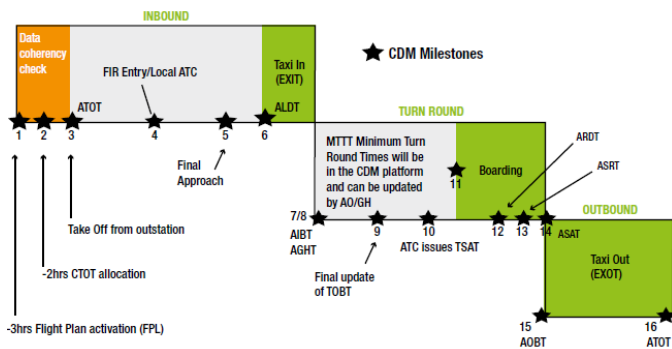 INBOUND
Data
coherency
check
FIR Entry/Local ATC
Taxi In
(EXIT)
CDM Milestones
ATOT
ALDT
1
2
3
4
5
6
TURN ROUND
Final
Approach
MTTT Minimum Turn
Round Times will be
in the CDM platform
and can be updated
by AO/GH
11
Boarding
ARDT
ASRT
OUTBOUND
Take Off from outstation
7/8
AIBT
AGHT
9
10
12
13
14
ASAT
ATC issues TSAT
Final update
of TOBT
-2hrs CTOT allocation
Taxi Out
(EXOT)
-3hrs Flight Plan activation (FPL)
15
AOBT
16
ATOT